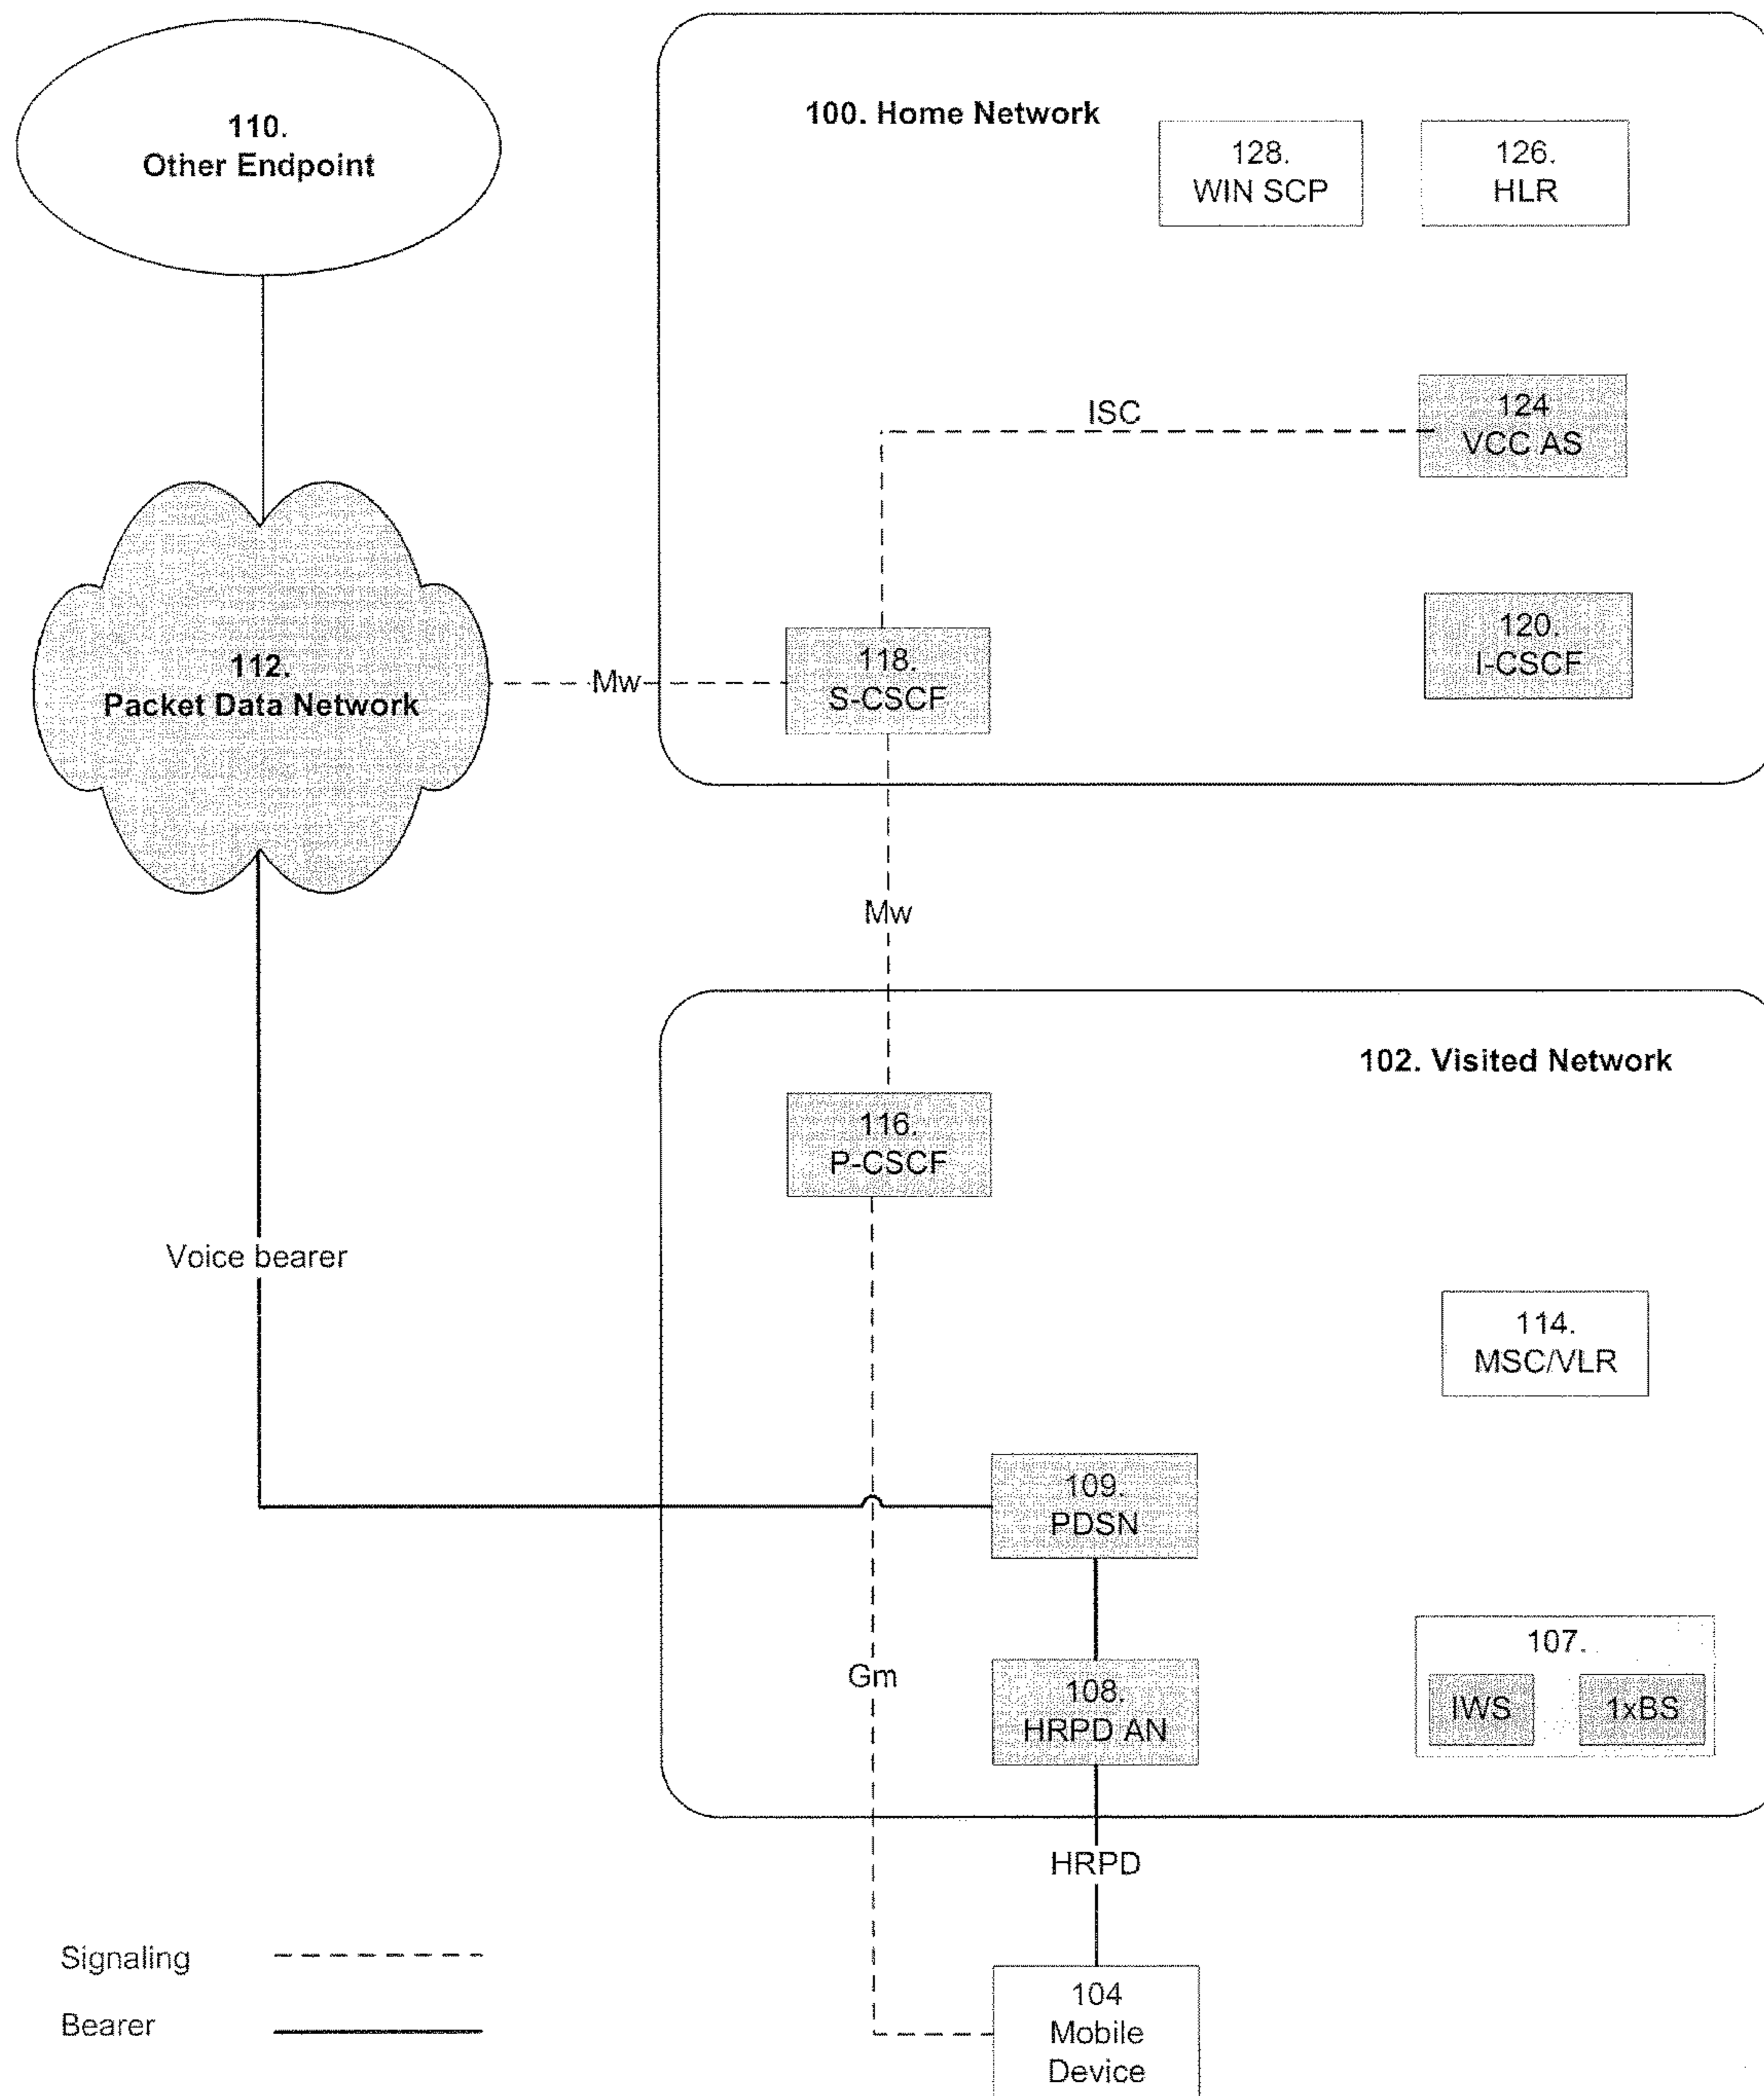 110.
Other Endpoint
100. Home Network
128.
WIN SCP
126.
HLR
ISC
124
VCC AS
112.
Packet Data Network
Mw
118.
S-CSCF
120.
I-CSCF
Mw
102. Visited Network
116.
P-CSCF
Voice bearer
114.
MSC/VLR
109.
PDSN
Gm
108.
HRPD AN
107.
IWS
1xBS
HRPD
Signaling
Bearer
104
Mobile
Device